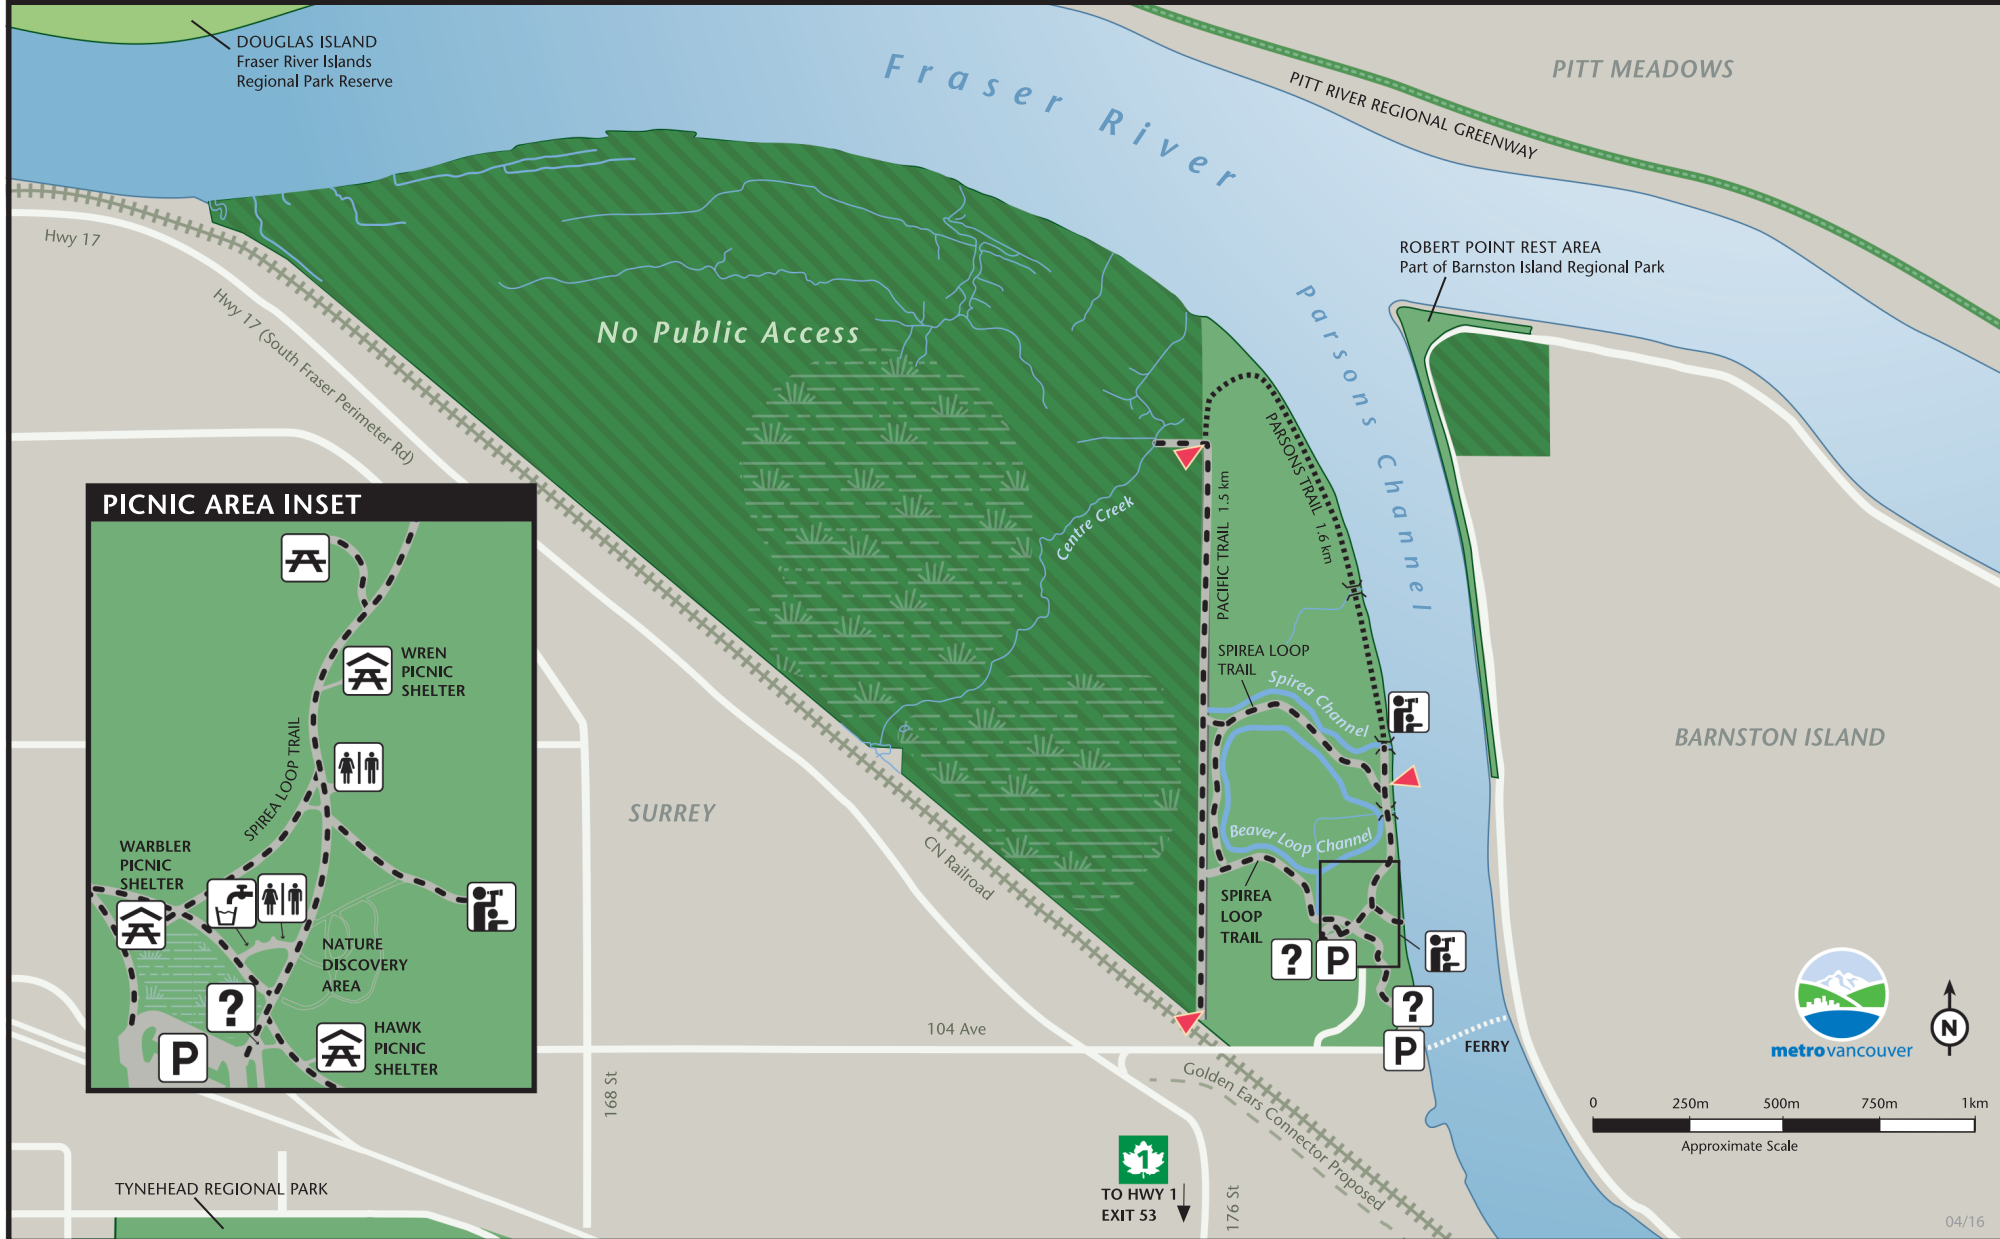 DOUGLAS ISLAND
Fraser River Islands
Regional Park Reserve
Fraser River
PITT MEADOWS
PITT RIVER REGIONAL GREENWAY
Hwy 17
Hwy 17 (South Fraser Perimeter Rd)
ROBERT POINT REST AREA
Part of Barnston Island Regional Park
Parsons Channel
No Public Access
PARSONS TRAIL 1.6 km
PACIFIC TRAIL 1.5 km
Centre Creek
PICNIC AREA INSET
WREN
PICNIC
SHELTER
SPIREA LOOP TRAIL
WARBLER
PICNIC
SHELTER
NATURE
DISCOVERY
AREA
?
HAWK
PICNIC
SHELTER
P
SPIREA LOOP
TRAIL
Spirea Channel
Beaver Loop Channel
SPIREA
LOOP
TRAIL
? P
?
P
FERRY
BARNSTON ISLAND
SURREY
CN Railroad
104 Ave
168 St
Golden Ears Connector Proposed
1
TO HWY 1
EXIT 53
176 St
TYNEHEAD REGIONAL PARK
metrovancouver
N
0 250m 500m 750m 1km
Approximate Scale
04/16